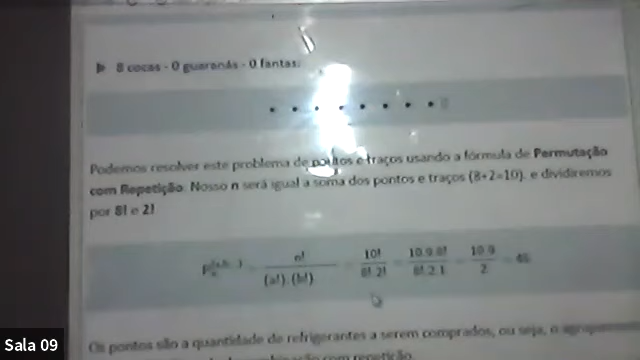 8 cocas - 0 guaranás - 0 fantas:
Podemos resolver este problema de pontos e traços usando a fórmula de Permutação
com Repetição. Nosso n será igual a soma dos pontos e traços (8+2=10), e dividiremos
por 8! e 2!
n! / (a!).(b!) = 10! / 8!.2! = 10.9.8! / 8!.2.1 = 10.9 / 2 = 45
Os pontos são a quantidade de refrigerantes a serem comprados, ou seja, o
combinação com repetição
Sala 09